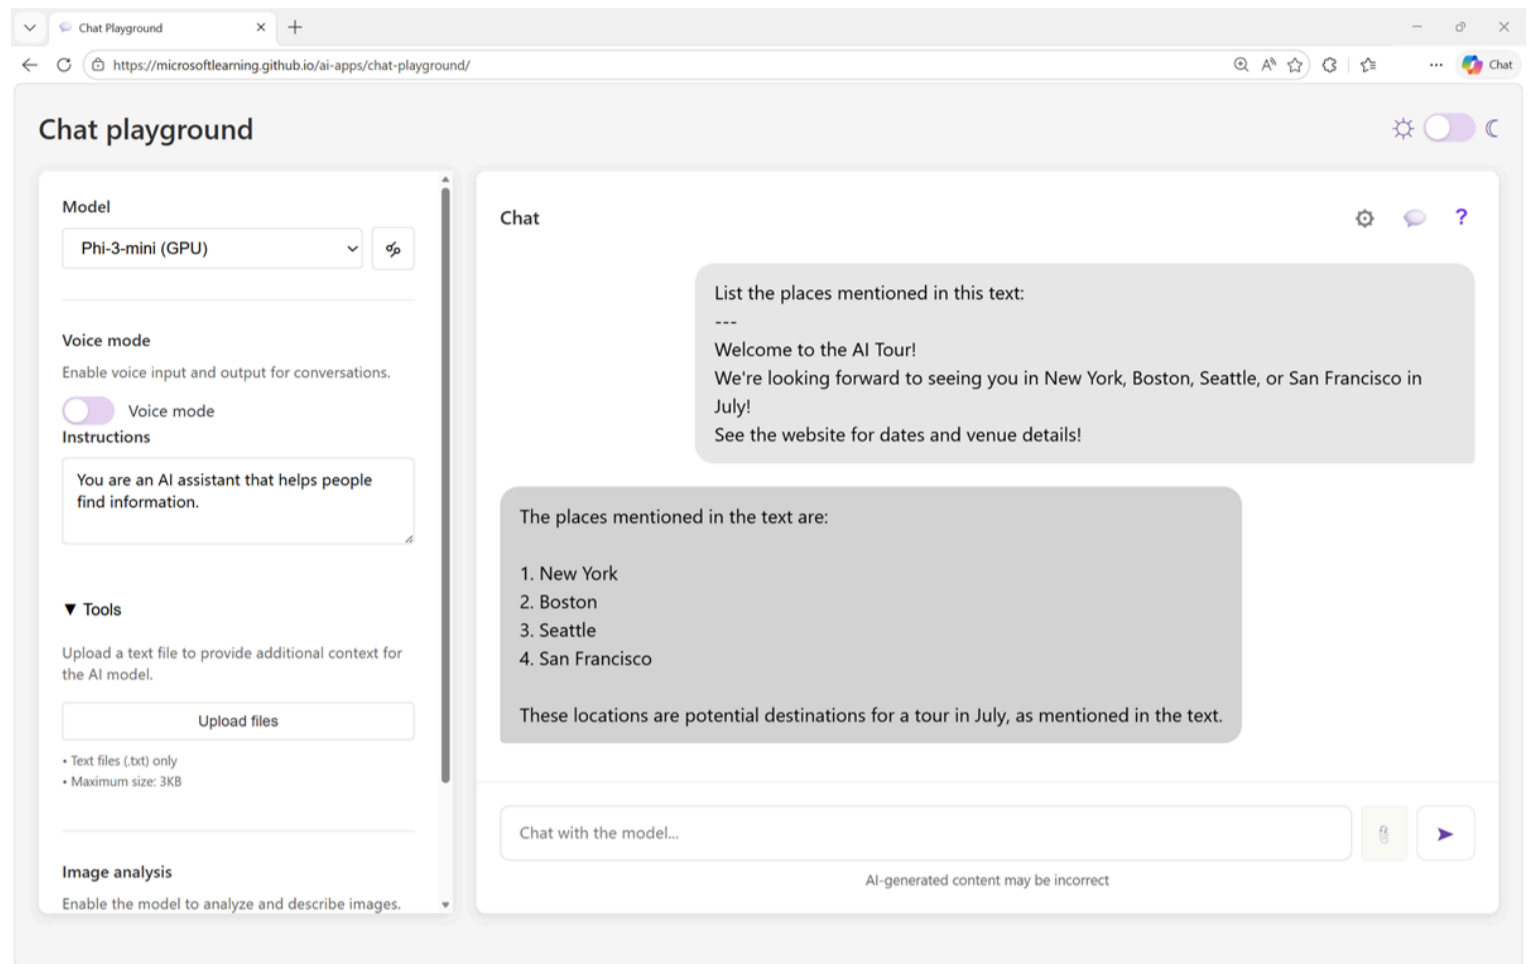 Chat Playground
https://microsoftlearning.github.io/ai-apps/chat-playground/
Chat
Chat playground
Model
Phi-3-mini (GPU)
Voice mode
Enable voice input and output for conversations.
Voice mode
Instructions
You are an AI assistant that helps people
find information.
▼ Tools
Upload a text file to provide additional context for
the AI model.
Upload files
• Text files (.txt) only
• Maximum size: 3KB
Image analysis
Enable the model to analyze and describe images.
Chat
?
List the places mentioned in this text:
---
Welcome to the AI Tour!
We're looking forward to seeing you in New York, Boston, Seattle, or San Francisco in
July!
See the website for dates and venue details!
The places mentioned in the text are:
1. New York
2. Boston
3. Seattle
4. San Francisco
These locations are potential destinations for a tour in July, as mentioned in the text.
Chat with the model...
AI-generated content may be incorrect